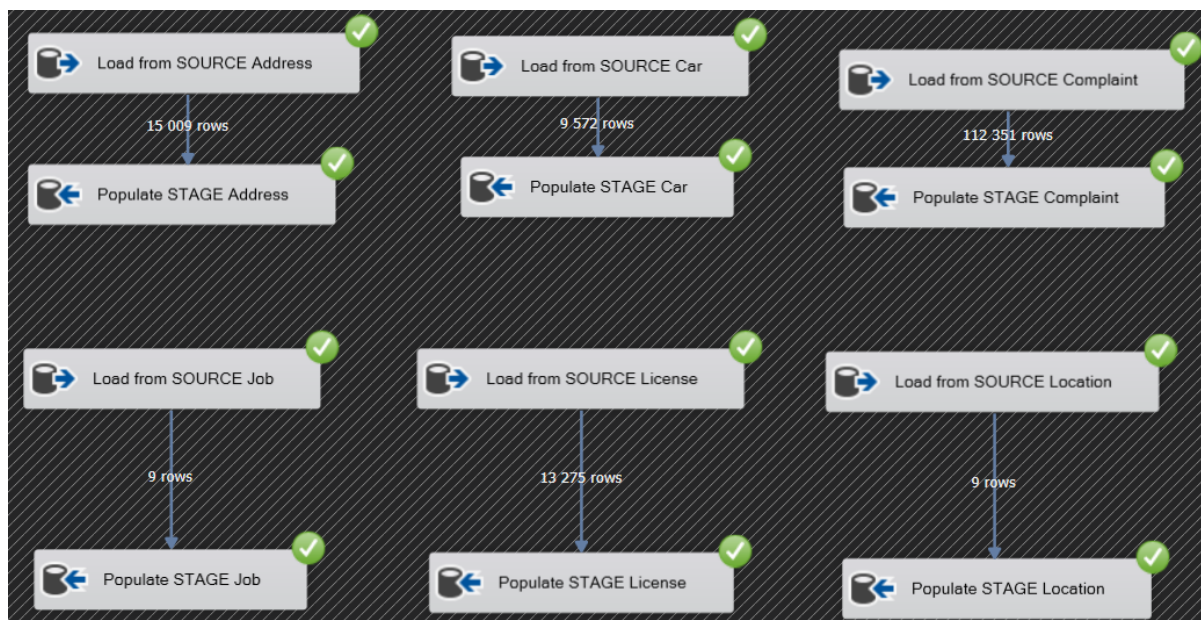 Load from SOURCE Address
Load from SOURCE Car
Load from SOURCE Complaint
15 009 rows
9 572 rows
112 351 rows
Populate STAGE Address
Populate STAGE Car
Populate STAGE Complaint
Load from SOURCE Job
Load from SOURCE License
Load from SOURCE Location
9 rows
13 275 rows
9 rows
Populate STAGE Job
Populate STAGE License
Populate STAGE Location